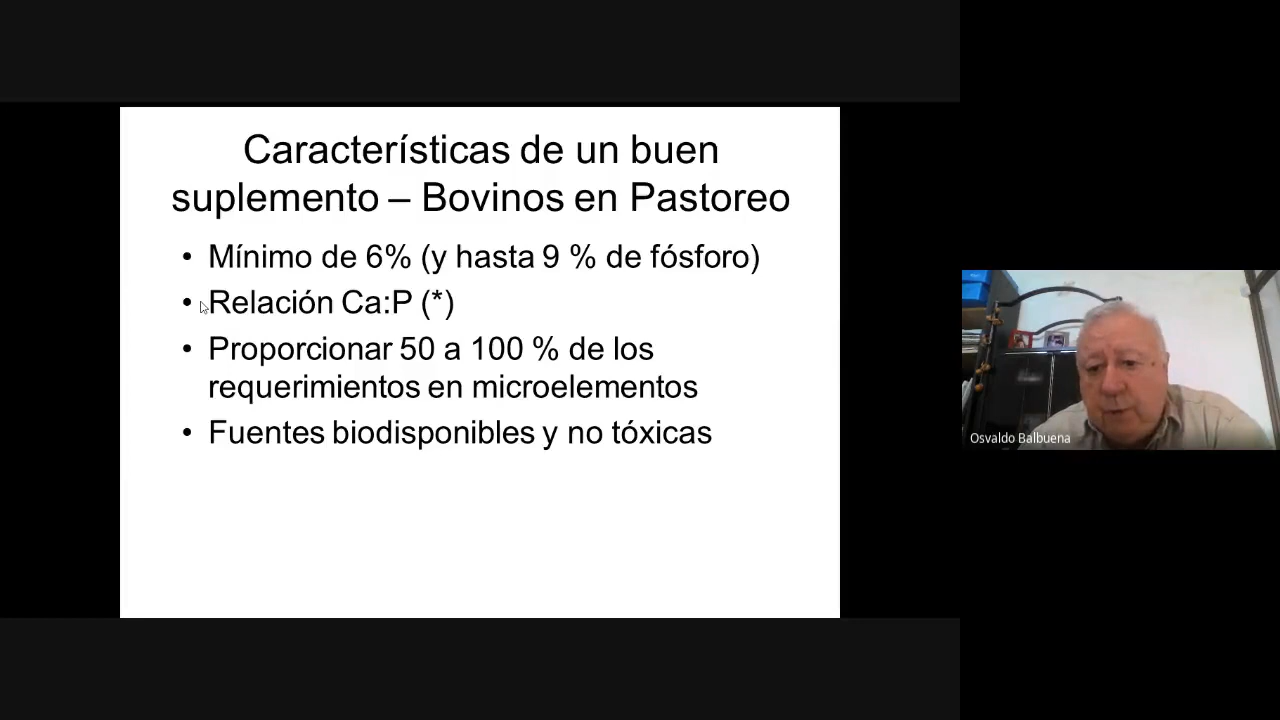 Características de un buen
suplemento – Bovinos en Pastoreo
• Mínimo de 6% (y hasta 9 % de fósforo)
• Relación Ca:P (*)
• Proporcionar 50 a 100 % de los
requerimientos en microelementos
• Fuentes biodisponibles y no tóxicas
Osvaldo Balbuena